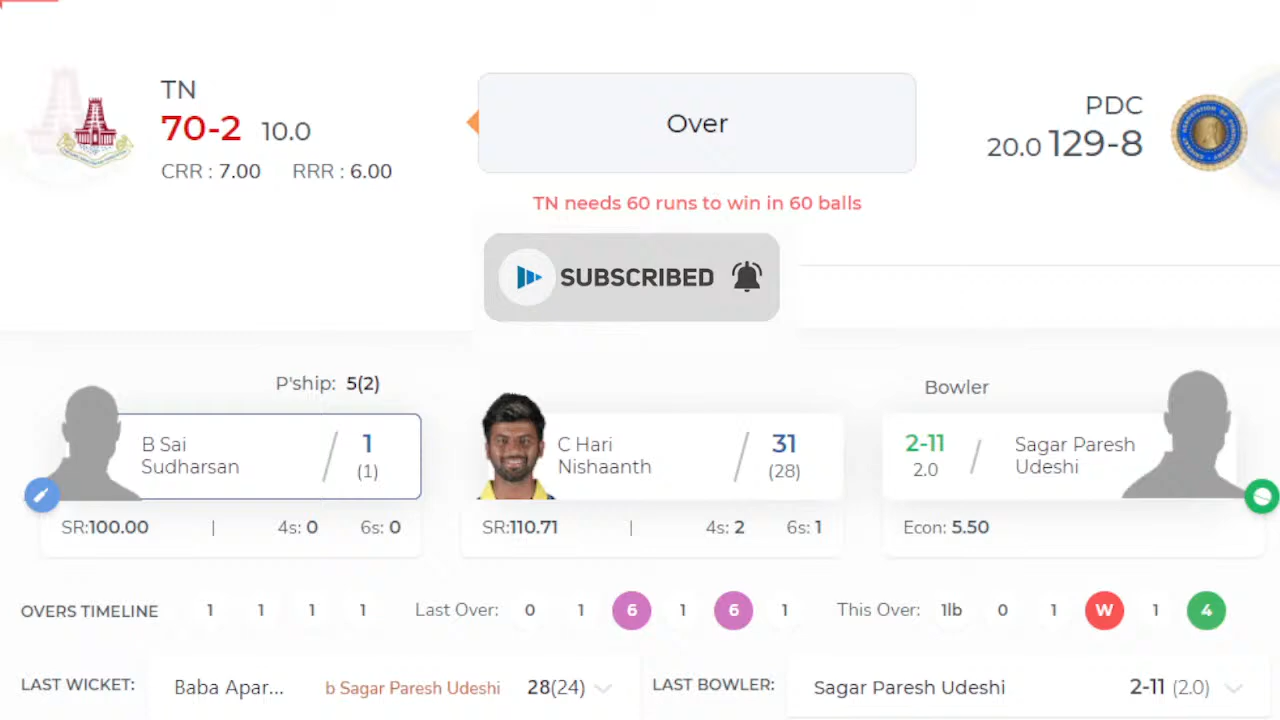 TN
70-2 10.0
CRR : 7.00 RRR : 6.00
Over
PDC
20.0 129-8
TN needs 60 runs to win in 60 balls
SUBSCRIBED
P'ship: 5(2)
B Sai
Sudharsan
1
(1)
SR:100.00 | 4s: 0 6s: 0
C Hari
Nishaanth
31
(28)
SR:110.71 | 4s: 2 6s: 1
Bowler
2-11
2.0
Sagar Paresh
Udeshi
Econ: 5.50
OVERS TIMELINE 1 1 1 1 Last Over: 0 1 6 1 6 1 This Over: 1lb 0 1 W 1 4
LAST WICKET: Baba Apar... b Sagar Paresh Udeshi 28(24) LAST BOWLER: Sagar Paresh Udeshi 2-11 (2.0)